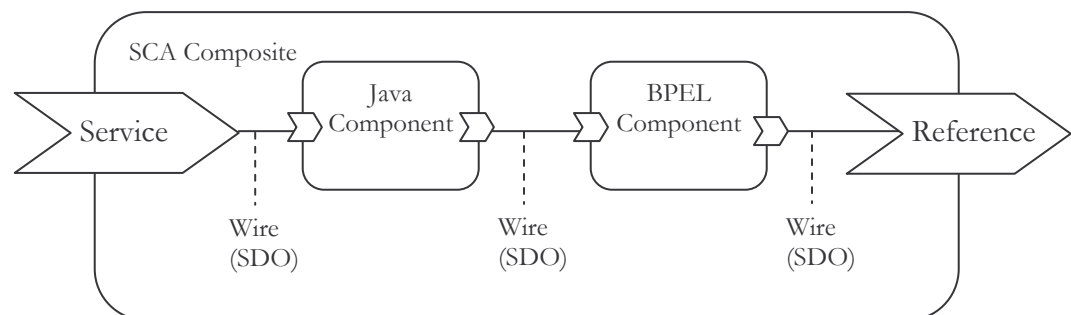 SCA Composite
Service
Java
Component
BPEL
Component
Reference
Wire
(SDO)
Wire
(SDO)
Wire
(SDO)